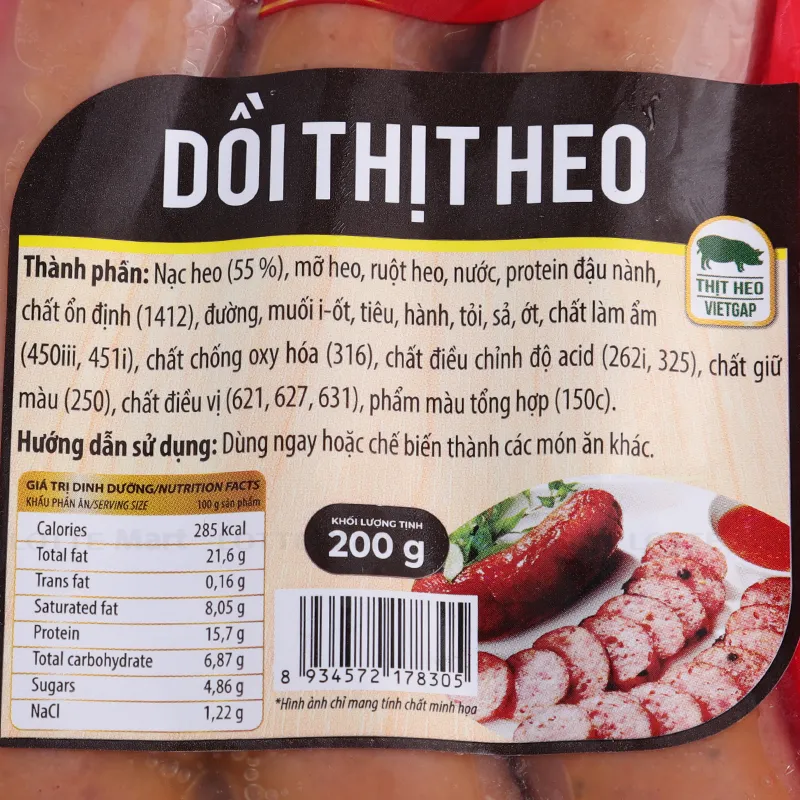 DỒI THỊT HEO
THỊT HEO
VIETGAP
Thành phần: Nạc heo (55 %), mỡ heo, ruột heo, nước, protein đậu nành,
chất ổn định (1412), đường, muối i-ốt, tiêu, hành, tỏi, sả, ớt, chất làm ẩm
(450iii, 451i), chất chống oxy hóa (316), chất điều chỉnh độ acid (262i, 325), chất giữ
màu (250), chất điều vị (621, 627, 631), phẩm màu tổng hợp (150c).
Hướng dẫn sử dụng: Dùng ngay hoặc chế biến thành các món ăn khác.
GIÁ TRỊ DINH DƯỠNG/NUTRITION FACTS
KHẨU PHẦN ĂN/SERVING SIZE 100 g sản phẩm
Calories 285 kcal
Total fat 21,6 g
Trans fat 0,16 g
Saturated fat 8,05 g
Protein 15,7 g
Total carbohydrate 6,87 g
Sugars 4,86 g
NaCl 1,22 g
KHỐI LƯỢNG TỊNH
200 g
8 934572 178305
*Hình ảnh chỉ mang tính chất minh họa